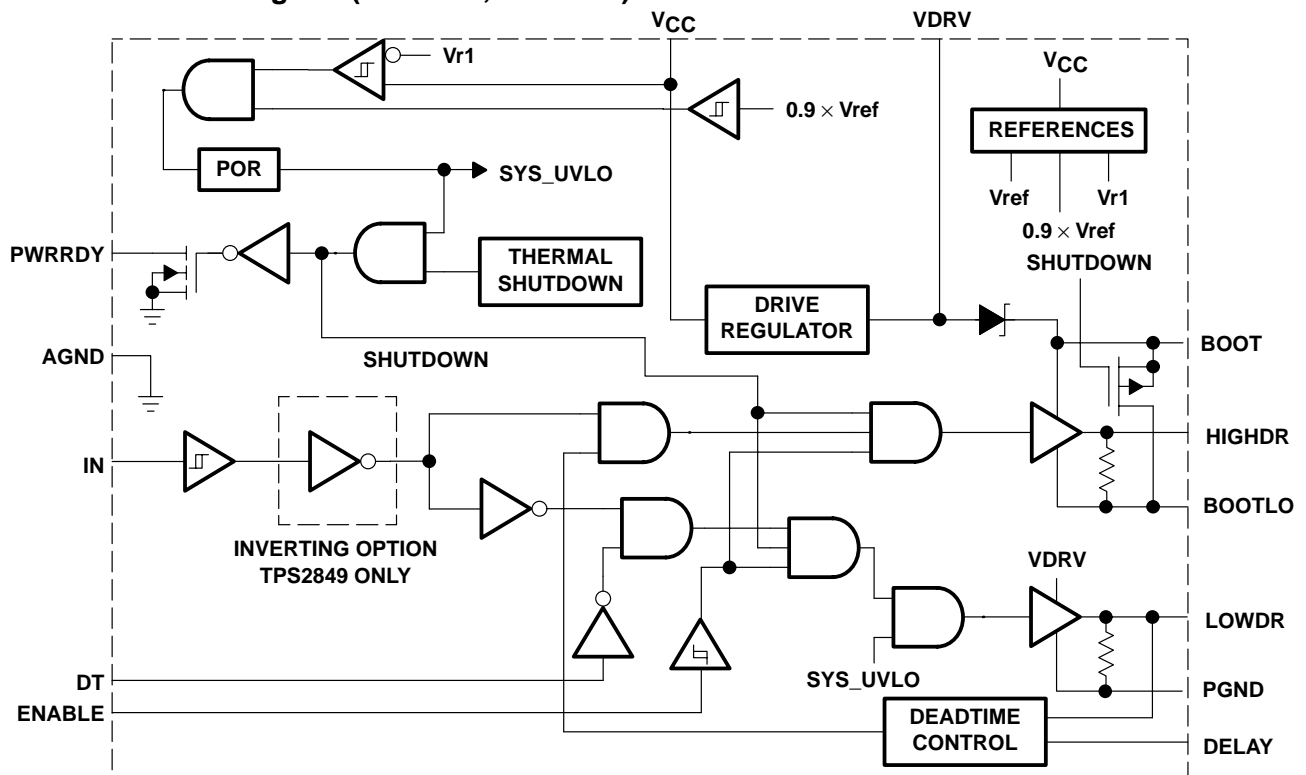 VCC
VDRV
Vr1
VCC
0.9 × Vref
REFERENCES
POR
SYS_UVLO
Vref
Vr1
0.9 × Vref
PWRRDY
THERMAL
SHUTDOWN
SHUTDOWN
DRIVE
REGULATOR
BOOT
AGND
SHUTDOWN
HIGHDR
IN
BOOTLO
INVERTING OPTION
TPS2849 ONLY
VDRV
LOWDR
SYS_UVLO
DT
PGND
ENABLE
DEADTIME
CONTROL
DELAY